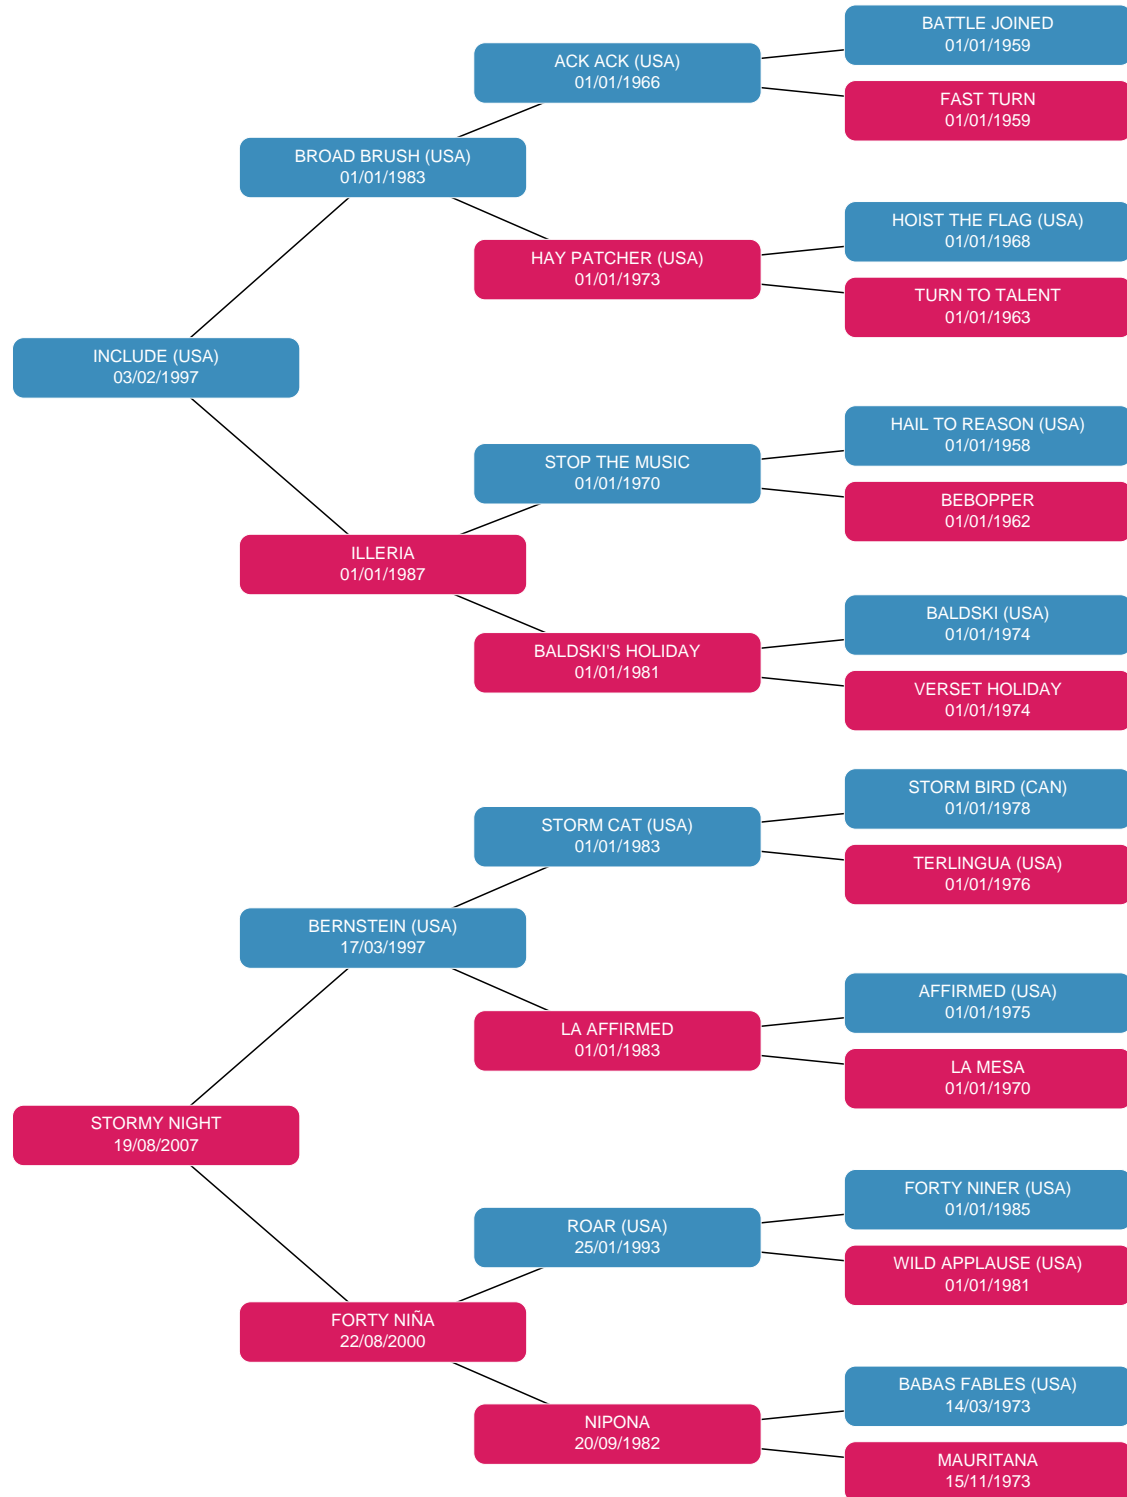 BATTLE JOINED
01/01/1959
ACK ACK (USA)
01/01/1966
FAST TURN
01/01/1959
BROAD BRUSH (USA)
01/01/1983
HOIST THE FLAG (USA)
01/01/1968
HAY PATCHER (USA)
01/01/1973
TURN TO TALENT
01/01/1963
INCLUDE (USA)
03/02/1997
HAIL TO REASON (USA)
01/01/1958
STOP THE MUSIC
01/01/1970
BEBOPPER
01/01/1962
ILLERIA
01/01/1987
BALDSKI (USA)
01/01/1974
BALDSKI'S HOLIDAY
01/01/1981
VERSET HOLIDAY
01/01/1974
STORM BIRD (CAN)
01/01/1978
STORM CAT (USA)
01/01/1983
TERLINGUA (USA)
01/01/1976
BERNSTEIN (USA)
17/03/1997
AFFIRMED (USA)
01/01/1975
LA AFFIRMED
01/01/1983
LA MESA
01/01/1970
STORMY NIGHT
19/08/2007
FORTY NINER (USA)
01/01/1985
ROAR (USA)
25/01/1993
WILD APPLAUSE (USA)
01/01/1981
FORTY NIÑA
22/08/2000
BABAS FABLES (USA)
14/03/1973
NIPONA
20/09/1982
MAURITANA
15/11/1973